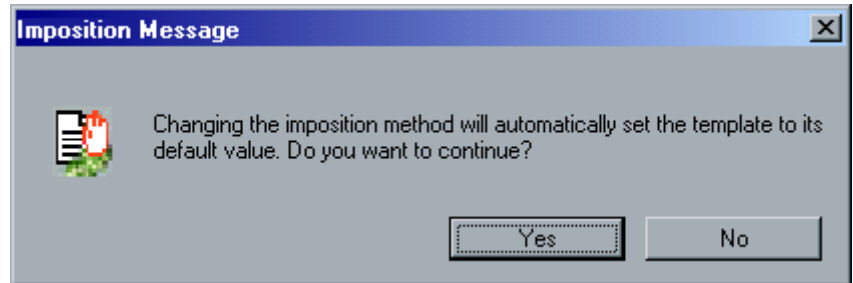 Imposition Message
Changing the imposition method will automatically set the template to its
default value. Do you want to continue?
Yes No